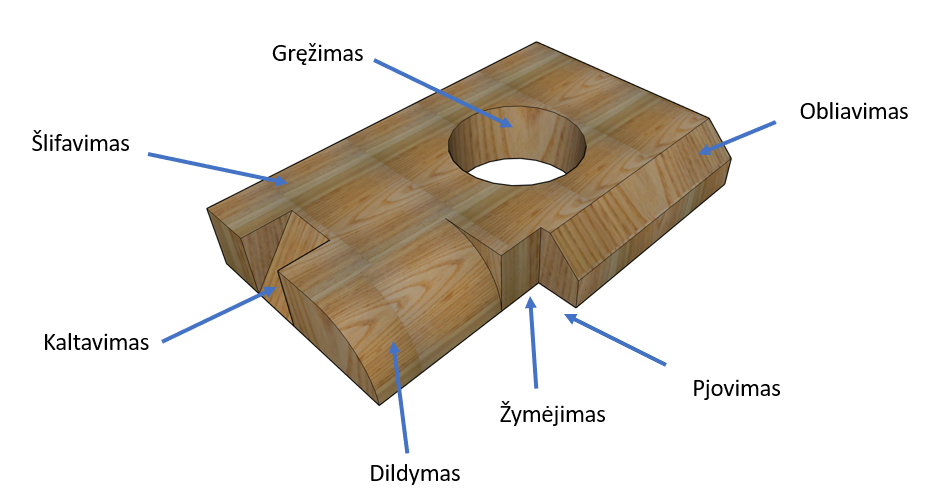 Gręžimas
Obliavimas
Šlifavimas
Kaltavimas
Pjovimas
Žymėjimas
Dildymas